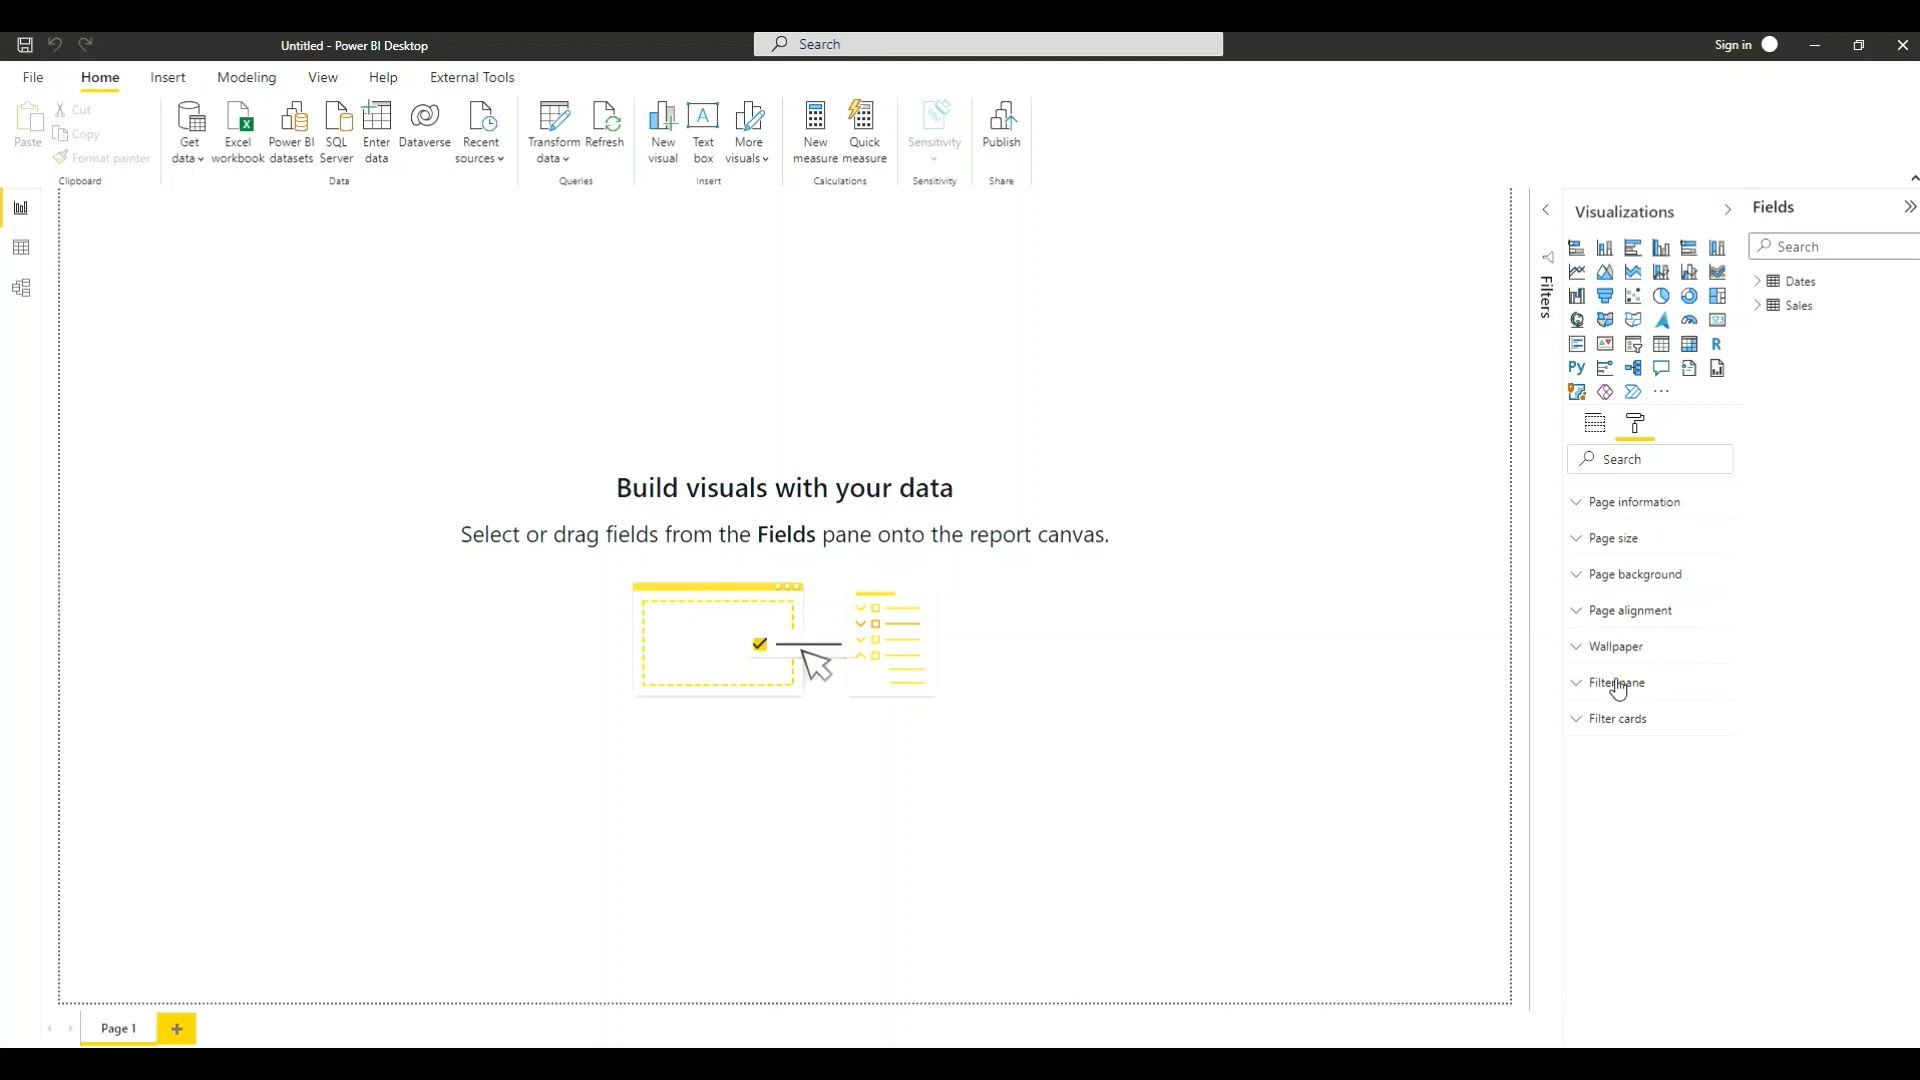 Untitled - Power BI Desktop
Search
Sign in
File Home Insert Modeling View Help External Tools
Paste
Cut
Copy
Format painter
Clipboard
Get data
Excel workbook
Power BI datasets
SQL Server
Enter data
Dataverse
Recent sources
Data
Transform data
Refresh
Queries
New visual
Text box
More visuals
Insert
New measure
Quick measure
Calculations
Sensitivity
Sensitivity
Publish
Share
Build visuals with your data
Select or drag fields from the Fields pane onto the report canvas.
Filters
Visualizations
123
R
Py
Search
Page information
Page size
Page background
Page alignment
Wallpaper
Filter pane
Filter cards
Fields
Search
Dates
Sales
Page 1